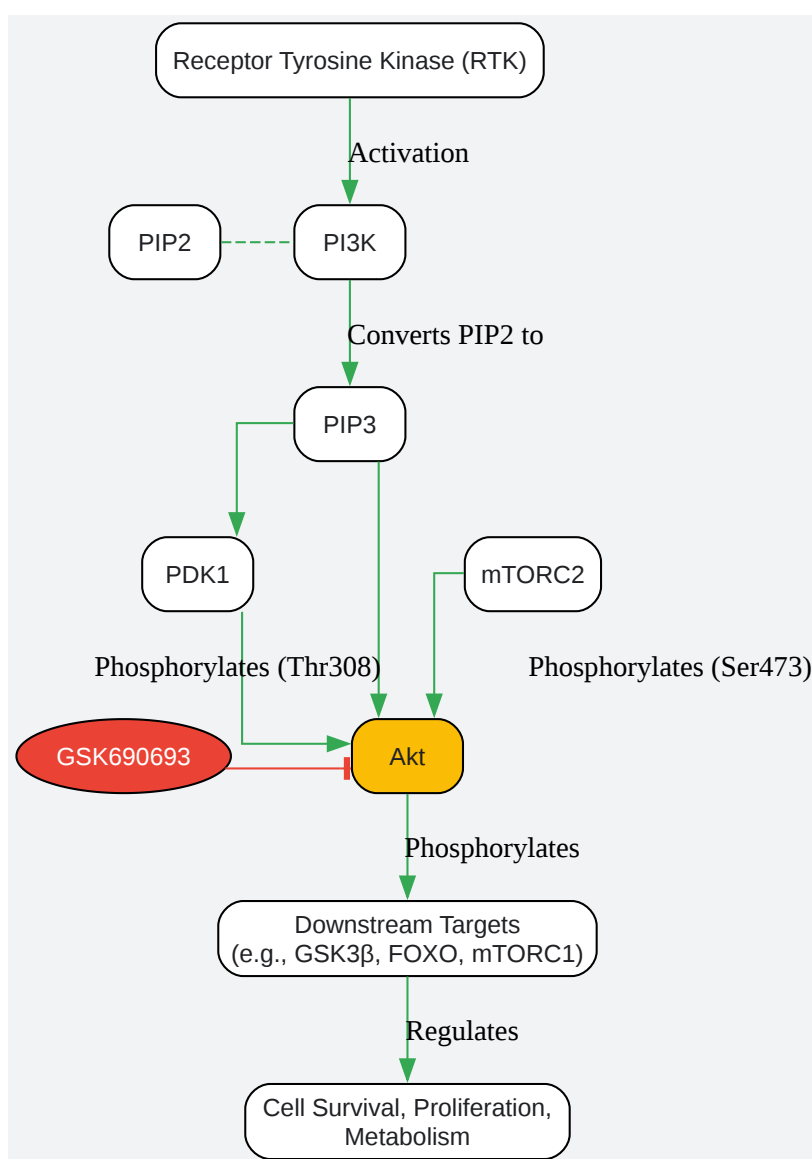 Receptor Tyrosine Kinase (RTK)
Activation
PIP2
PI3K
Converts PIP2 to
PIP3
PDK1
mTORC2
Phosphorylates (Thr308)
Phosphorylates (Ser473)
GSK690693
Akt
Phosphorylates
Downstream Targets
(e.g., GSK3β, FOXO, mTORC1)
Regulates
Cell Survival, Proliferation,
Metabolism